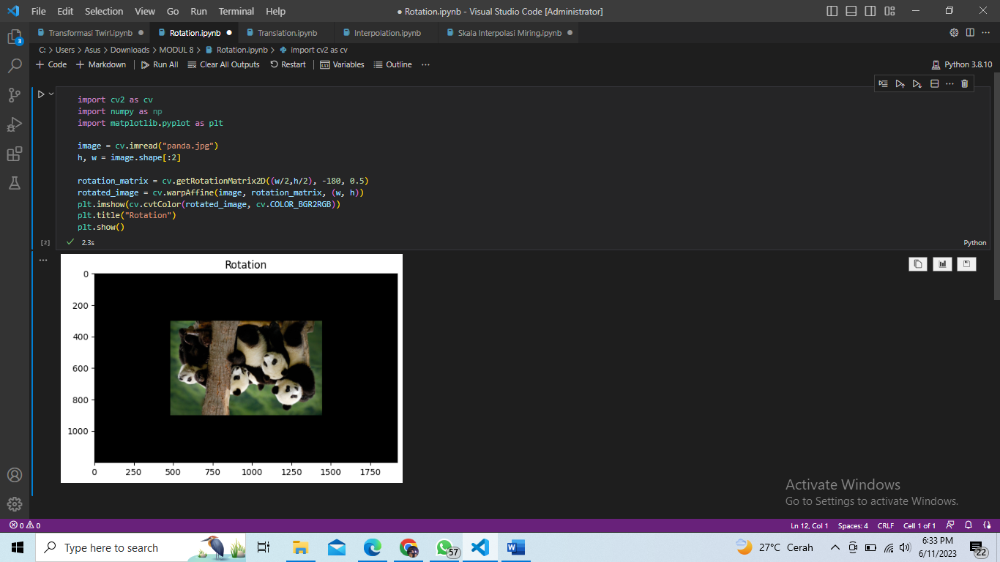 File Edit Selection View Go Run Terminal Help ● Rotation.ipynb - Visual Studio Code [Administrator]
Transformasi Twirl.ipynb Rotation.ipynb Translation.ipynb Interpolation.ipynb Skala Interpolasi Miring.ipynb
3
C: > Users > Asus > Downloads > MODUL 8 > Rotation.ipynb > import cv2 as cv
+ Code + Markdown Run All Clear All Outputs Restart Variables Outline ... Python 3.8.10
import cv2 as cv
import numpy as np
import matplotlib.pyplot as plt
image = cv.imread("panda.jpg")
h, w = image.shape[:2]
rotation_matrix = cv.getRotationMatrix2D((w/2,h/2), -180, 0.5)
rotated_image = cv.warpAffine(image, rotation_matrix, (w, h))
plt.imshow(cv.cvtColor(rotated_image, cv.COLOR_BGR2RGB))
plt.title("Rotation")
plt.show()
[2] 2.3s Python
Rotation
0
200
400
600
800
1000
0 250 500 750 1000 1250 1500 1750
Activate Windows
Go to Settings to activate Windows.
0 0 Ln 12, Col 1 Spaces: 4 CRLF Cell 1 of 1
Type here to search 57 27°C Cerah 6:33 PM
6/11/2023 22